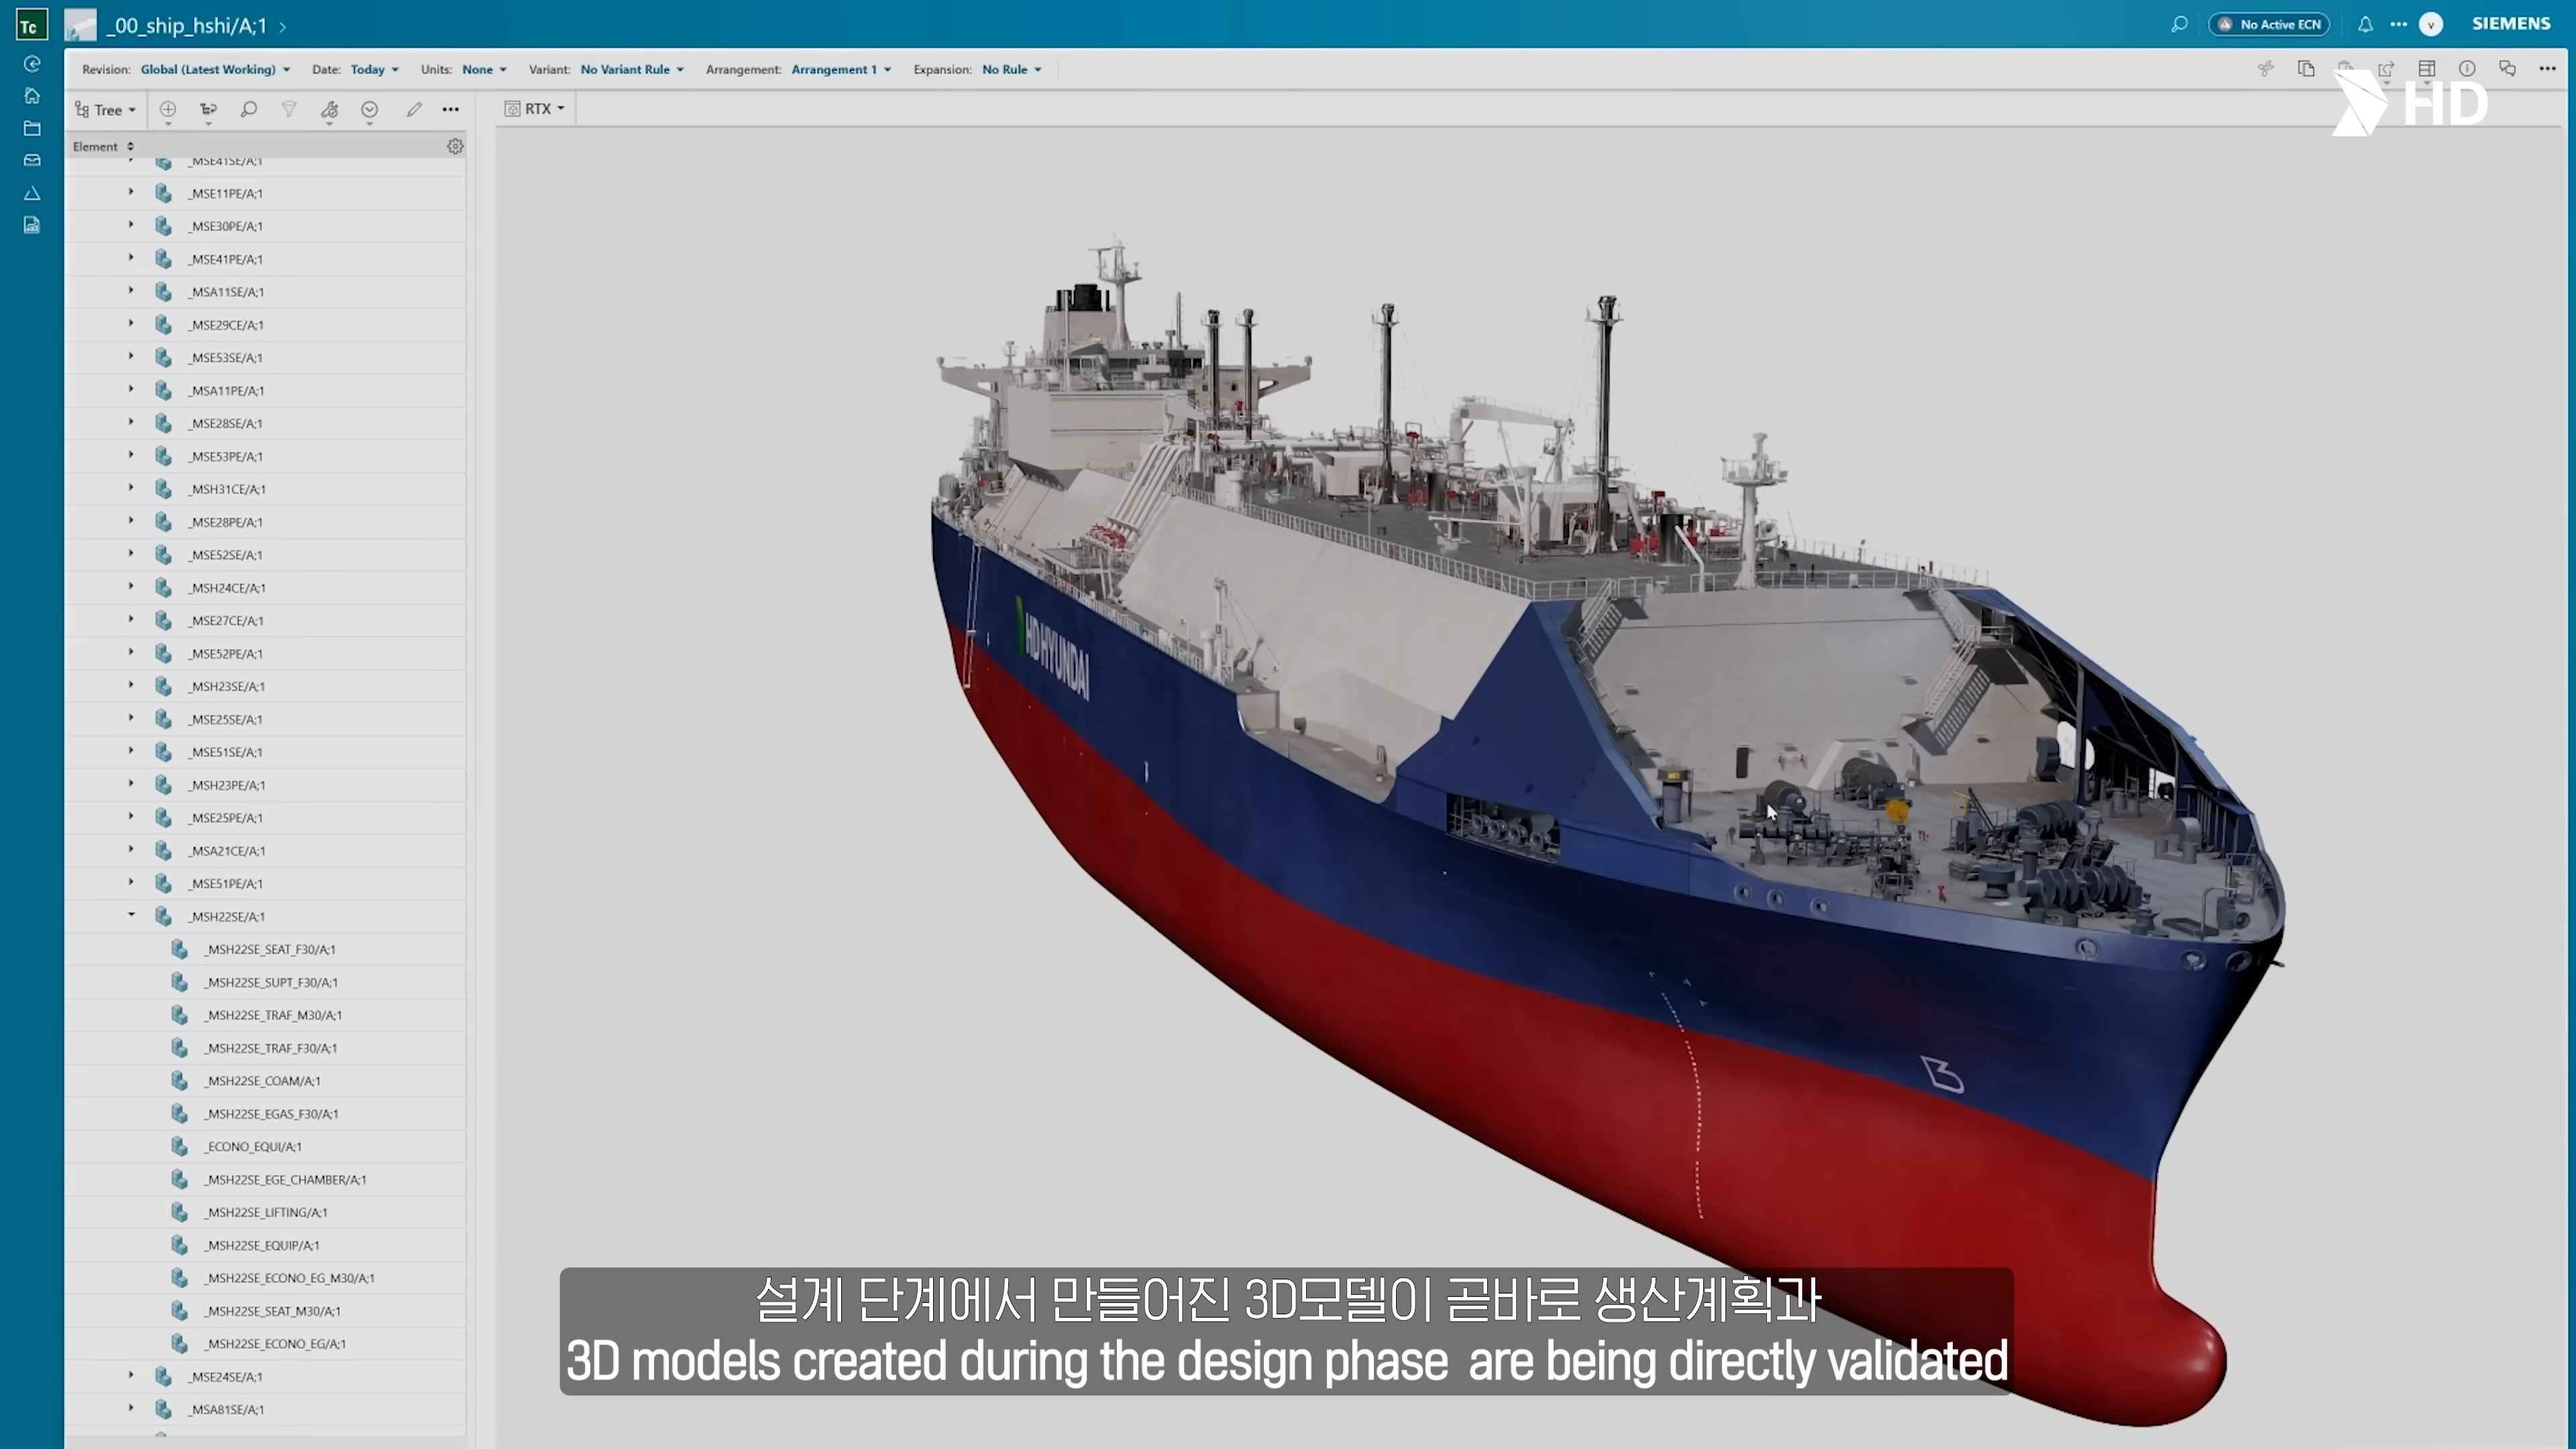 Tc
_00_ship_hshi/A;1
No Active ECN
v
SIEMENS
Revision: Global (Latest Working)
Date: Today
Units: None
Variant: No Variant Rule
Arrangement: Arrangement 1
Expansion: No Rule
HD
Tree
RTX
Element
_MSE41SE/A;1
_MSE11PE/A;1
_MSE30PE/A;1
_MSE41PE/A;1
_MSA11SE/A;1
_MSE29CE/A;1
_MSE53SE/A;1
_MSA11PE/A;1
_MSE28SE/A;1
_MSE53PE/A;1
_MSH31CE/A;1
_MSE28PE/A;1
_MSE52SE/A;1
_MSH24CE/A;1
_MSE27CE/A;1
_MSE52PE/A;1
_MSH23SE/A;1
_MSE25SE/A;1
_MSE51SE/A;1
_MSH23PE/A;1
_MSE25PE/A;1
_MSA21CE/A;1
_MSE51PE/A;1
_MSH22SE/A;1
_MSH22SE_SEAT_F30/A;1
_MSH22SE_SUPT_F30/A;1
_MSH22SE_TRAF_M30/A;1
_MSH22SE_TRAF_F30/A;1
_MSH22SE_COAM/A;1
_MSH22SE_EGAS_F30/A;1
_ECONO_EQUI/A;1
_MSH22SE_EGE_CHAMBER/A;1
_MSH22SE_LIFTING/A;1
_MSH22SE_EQUIP/A;1
_MSH22SE_ECONO_EG_M30/A;1
_MSH22SE_SEAT_M30/A;1
_MSH22SE_ECONO_EG/A;1
_MSE24SE/A;1
_MSA81SE/A;1
HD HYUNDAI
설계 단계에서 만들어진 3D모델이 곧바로 생산계획과
3D models created during the design phase are being directly validated